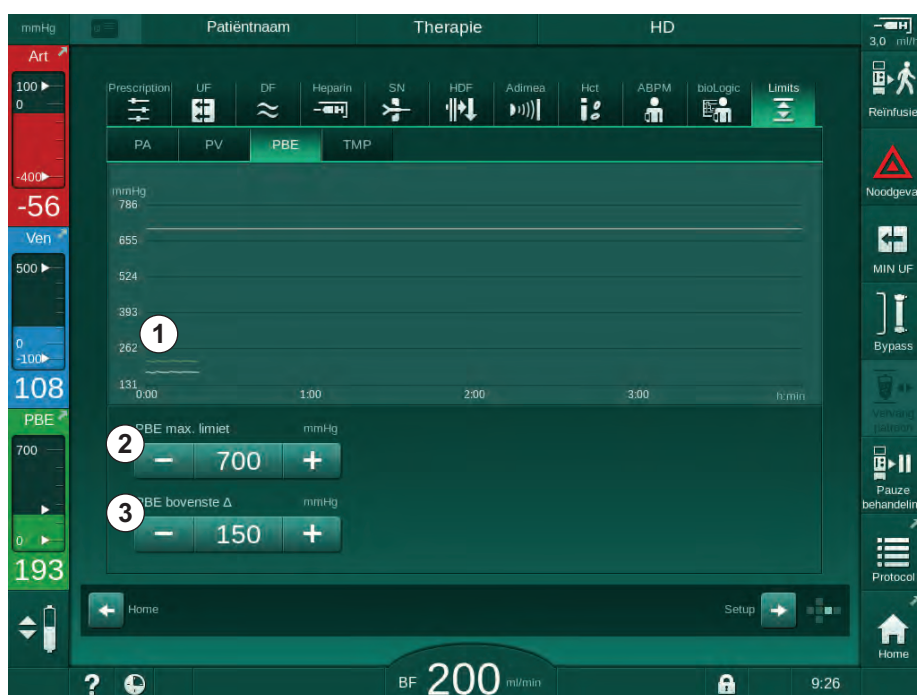 mmHg
Patiëntnaam
Therapie
HD
3,0 ml/h
Art
100
0
-400
-56
Ven
500
0
-100
108
PBE
700
0
193
Prescription
UF
DF
Heparin
SN
HDF
Adimea
Hct
ABPM
bioLogic
Limits
PA
PV
PBE
TMP
mmHg
786
655
524
393
262
131
0:00
1:00
2:00
3:00
h:min
1
PBE max. limiet
mmHg
2
− 700 +
PBE bovenste Δ
mmHg
3
− 150 +
Home
Setup
? BF 200 ml/min
9:26
Reïnfusie
Noodgeva
MIN UF
Bypass
Vervang
patroon
Pauze
behandelin
Protocol
Home